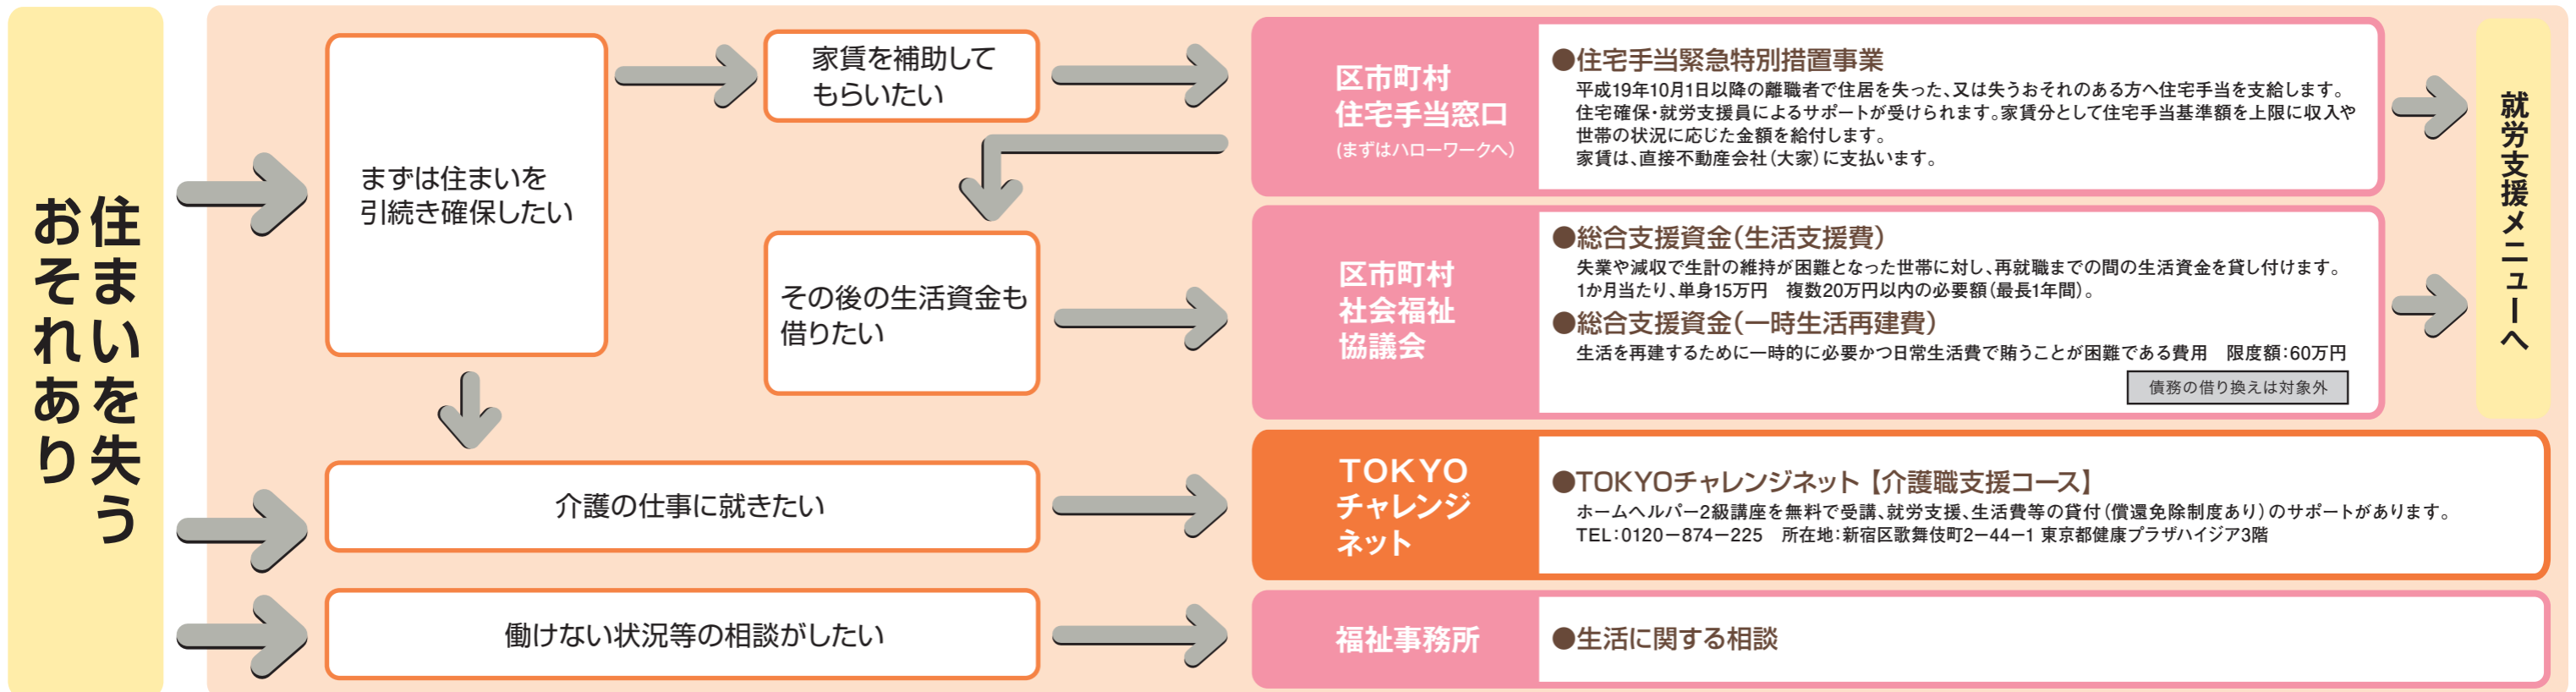 住まいを失う
おそれあり
まずは住まいを
引続き確保したい
家賃を補助して
もらいたい
その後の生活資金も
借りたい
介護の仕事に就きたい
働けない状況等の相談がしたい
区市町村
住宅手当窓口
(まずはハローワークへ)
●住宅手当緊急特別措置事業
平成19年10月1日以降の離職者で住居を失った、又は失うおそれのある方へ住宅手当を支給します。
住宅確保・就労支援員によるサポートが受けられます。家賃分として住宅手当基準額を上限に収入や
世帯の状況に応じた金額を給付します。
家賃は、直接不動産会社(大家)に支払います。
区市町村
社会福祉
協議会
●総合支援資金(生活支援費)
失業や減収で生計の維持が困難となった世帯に対し、再就職までの間の生活資金を貸し付けます。
1か月当たり、単身15万円　複数20万円以内の必要額(最長1年間)。
●総合支援資金(一時生活再建費)
生活を再建するために一時的に必要かつ日常生活費で賄うことが困難である費用　限度額:60万円
債務の借り換えは対象外
就労支援メニューへ
TOKYO
チャレンジ
ネット
●TOKYOチャレンジネット【介護職支援コース】
ホームヘルパー2級講座を無料で受講、就労支援、生活費等の貸付(償還免除制度あり)のサポートがあります。
TEL:0120－874－225　所在地:新宿区歌舞伎町2－44－1 東京都健康プラザハイジア3階
福祉事務所
●生活に関する相談